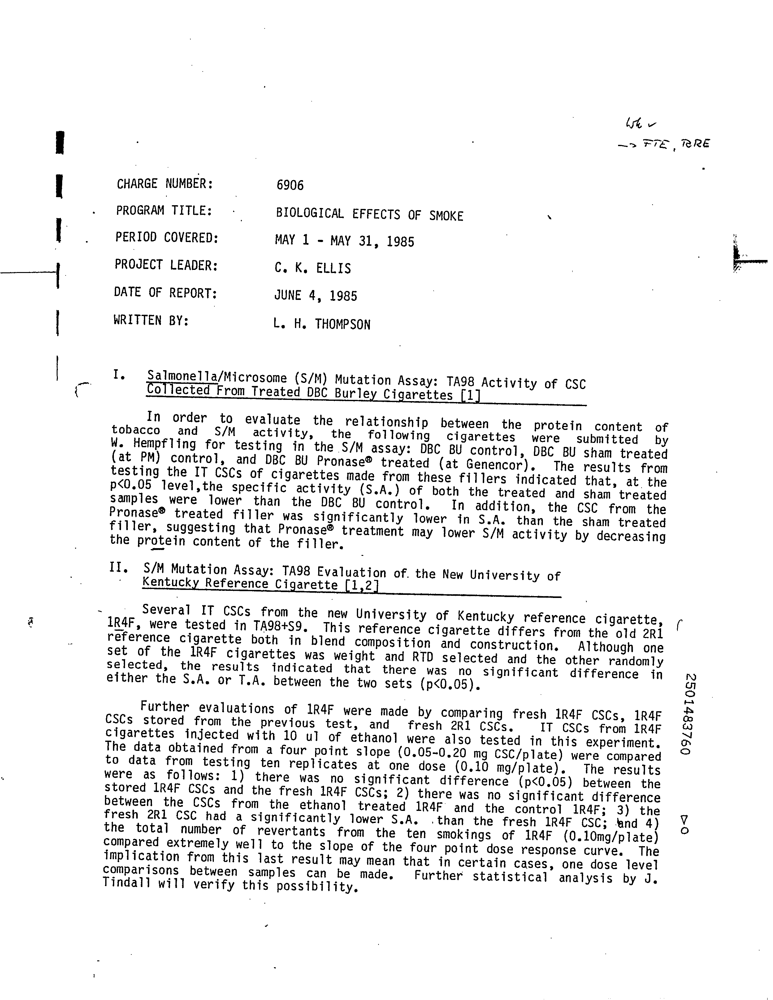 -> FTE, RRE
CHARGE NUMBER: 6906
PROGRAM TITLE: BIOLOGICAL EFFECTS OF SMOKE
PERIOD COVERED: MAY 1 - MAY 31, 1985
PROJECT LEADER: C. K. ELLIS
DATE OF REPORT: JUNE 4, 1985
WRITTEN BY: L. H. THOMPSON
I. Salmonella/Microsome (S/M) Mutation Assay: TA98 Activity of CSC
Collected From Treated DBC Burley Cigarettes [1]
In order to evaluate the relationship between the protein content of
tobacco and S/M activity, the following cigarettes were submitted by
W. Hempfling for testing in the S/M assay: DBC BU control, DBC BU sham treated
(at PM) control, and DBC BU Pronase® treated (at Genencor). The results from
testing the IT CSCs of cigarettes made from these fillers indicated that, at the
p<0.05 level,the specific activity (S.A.) of both the treated and sham treated
samples were lower than the DBC BU control. In addition, the CSC from the
Pronase® treated filler was significantly lower in S.A. than the sham treated
filler, suggesting that Pronase® treatment may lower S/M activity by decreasing
the protein content of the filler.
II. S/M Mutation Assay: TA98 Evaluation of the New University of
Kentucky Reference Cigarette [1,2]
Several IT CSCs from the new University of Kentucky reference cigarette,
1R4F, were tested in TA98+S9. This reference cigarette differs from the old 2R1
reference cigarette both in blend composition and construction. Although one
set of the 1R4F cigarettes was weight and RTD selected and the other randomly
selected, the results indicated that there was no significant difference in
either the S.A. or T.A. between the two sets (p<0.05).
Further evaluations of 1R4F were made by comparing fresh 1R4F CSCs, 1R4F
CSCs stored from the previous test, and fresh 2R1 CSCs. IT CSCs from 1R4F
cigarettes injected with 10 ul of ethanol were also tested in this experiment.
The data obtained from a four point slope (0.05-0.20 mg CSC/plate) were compared
to data from testing ten replicates at one dose (0.10 mg/plate). The results
were as follows: 1) there was no significant difference (p<0.05) between the
stored 1R4F CSCs and the fresh 1R4F CSCs; 2) there was no significant difference
between the CSCs from the ethanol treated 1R4F and the control 1R4F; 3) the
fresh 2R1 CSC had a significantly lower S.A. than the fresh 1R4F CSC; and 4)
the total number of revertants from the ten smokings of 1R4F (0.10mg/plate)
compared extremely well to the slope of the four point dose response curve. The
implication from this last result may mean that in certain cases, one dose level
comparisons between samples can be made. Further statistical analysis by J.
Tindall will verify this possibility.
2501483760